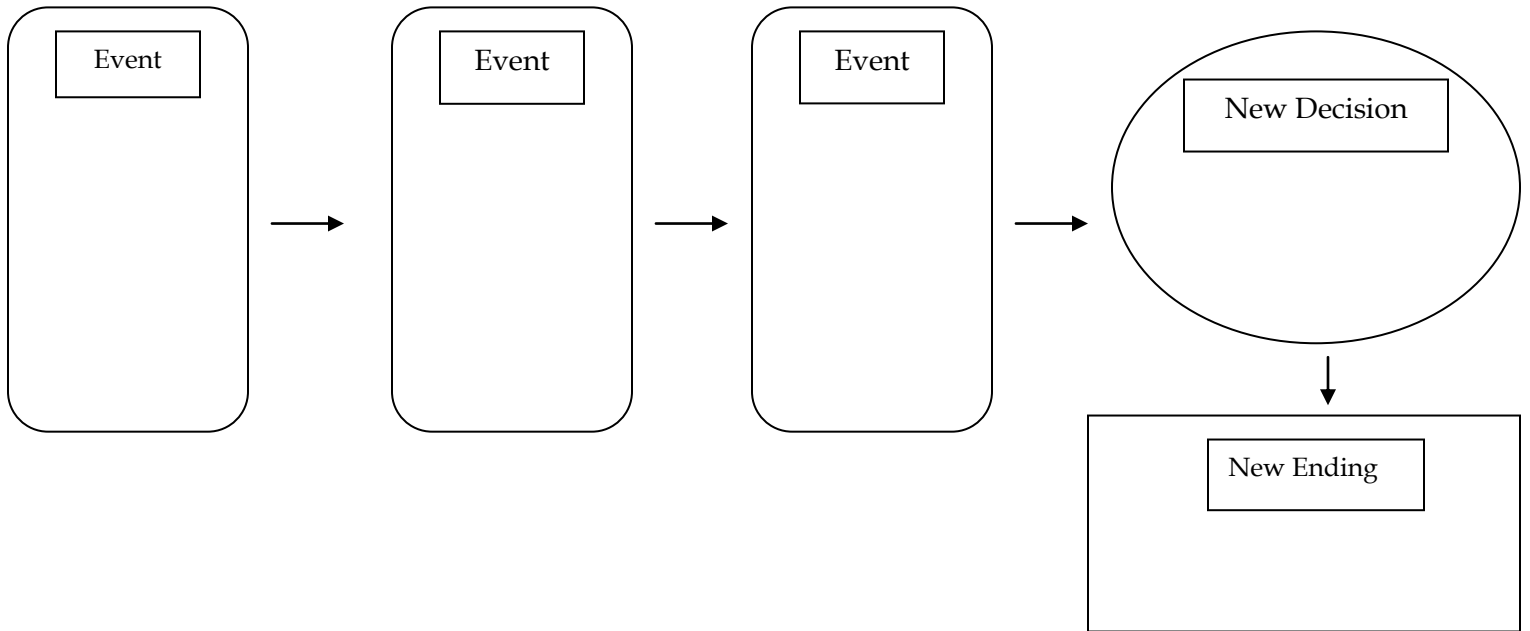 Event
Event
Event
New Decision
New Ending